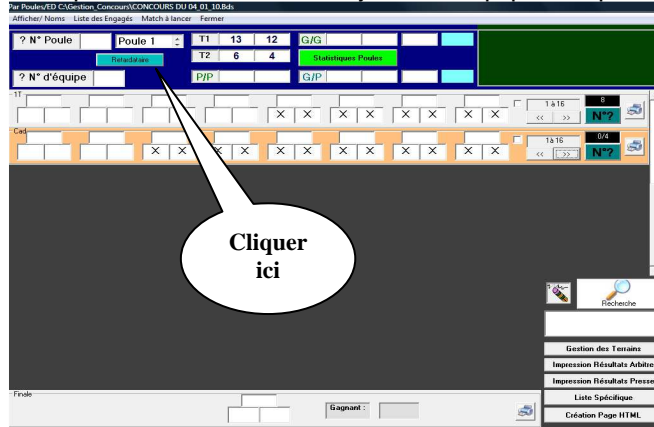 Par Poules/ED C:\Gestion_Concours\CONCOURS DU 04_01_10.Bds
Afficher/ Noms Liste des Engagés Match à lancer Fermer
? N° Poule Poule 1 T1 13 12 G/G
Retardataire T2 6 4 Statistiques Poules
? N° d'équipe P/P G/P
1T
X X X X X X X X 1 à 16 8
<< >> N°?
Cad
X X X X X X X X X X X X 1 à 16 0/4
<< >> N°?
Cliquer
ici
Recherche
Gestion des Terrains
Impression Résultats Arbitre
Impression Résultats Presse
Liste Spécifique
Création Page HTML
Finale
Gagnant :